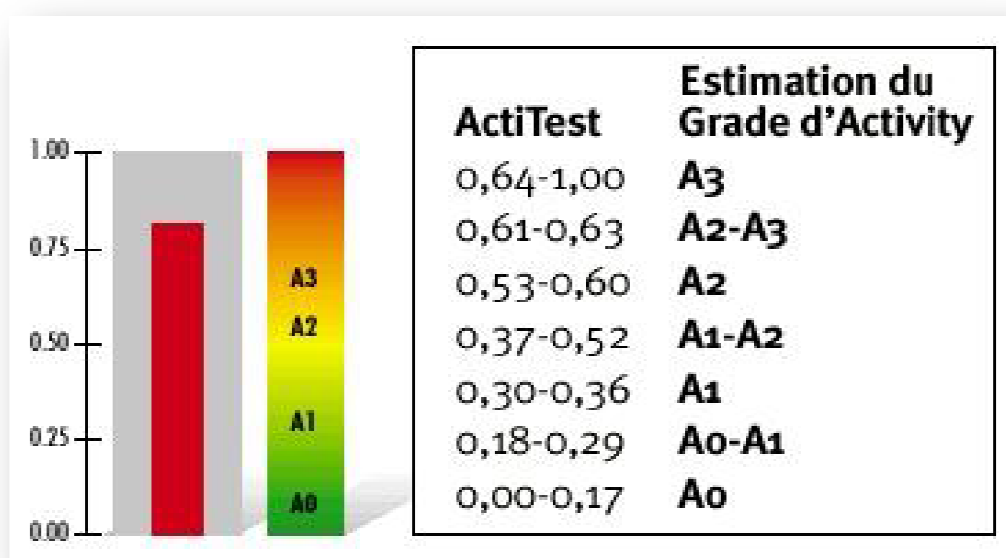 1.00
0.75
0.50
0.25
0.00
A3
A2
A1
A0
Estimation du
ActiTest Grade d'Activity
0,64-1,00 A3
0,61-0,63 A2-A3
0,53-0,60 A2
0,37-0,52 A1-A2
0,30-0,36 A1
0,18-0,29 A0-A1
0,00-0,17 A0